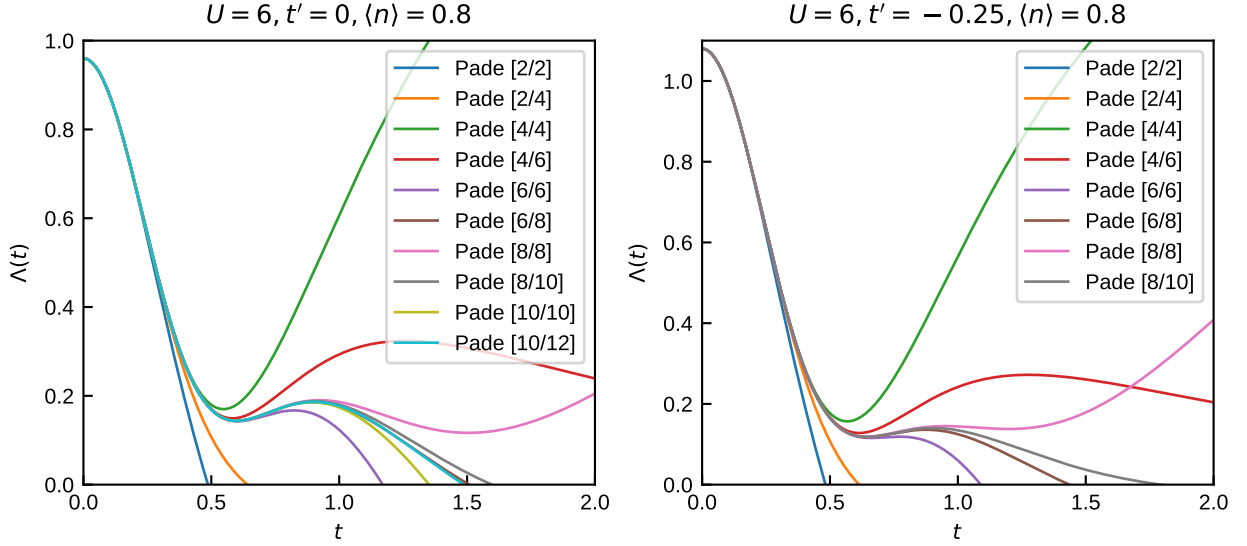 U = 6, t′ = 0, ⟨n⟩ = 0.8
1.0
0.8
0.6
0.4
0.2
0.0
Λ(t)
0.0 0.5 1.0 1.5 2.0
t
Pade [2/2]
Pade [2/4]
Pade [4/4]
Pade [4/6]
Pade [6/6]
Pade [6/8]
Pade [8/8]
Pade [8/10]
Pade [10/10]
Pade [10/12]
U = 6, t′ = −0.25, ⟨n⟩ = 0.8
1.0
0.8
0.6
0.4
0.2
0.0
Λ(t)
0.0 0.5 1.0 1.5 2.0
t
Pade [2/2]
Pade [2/4]
Pade [4/4]
Pade [4/6]
Pade [6/6]
Pade [6/8]
Pade [8/8]
Pade [8/10]